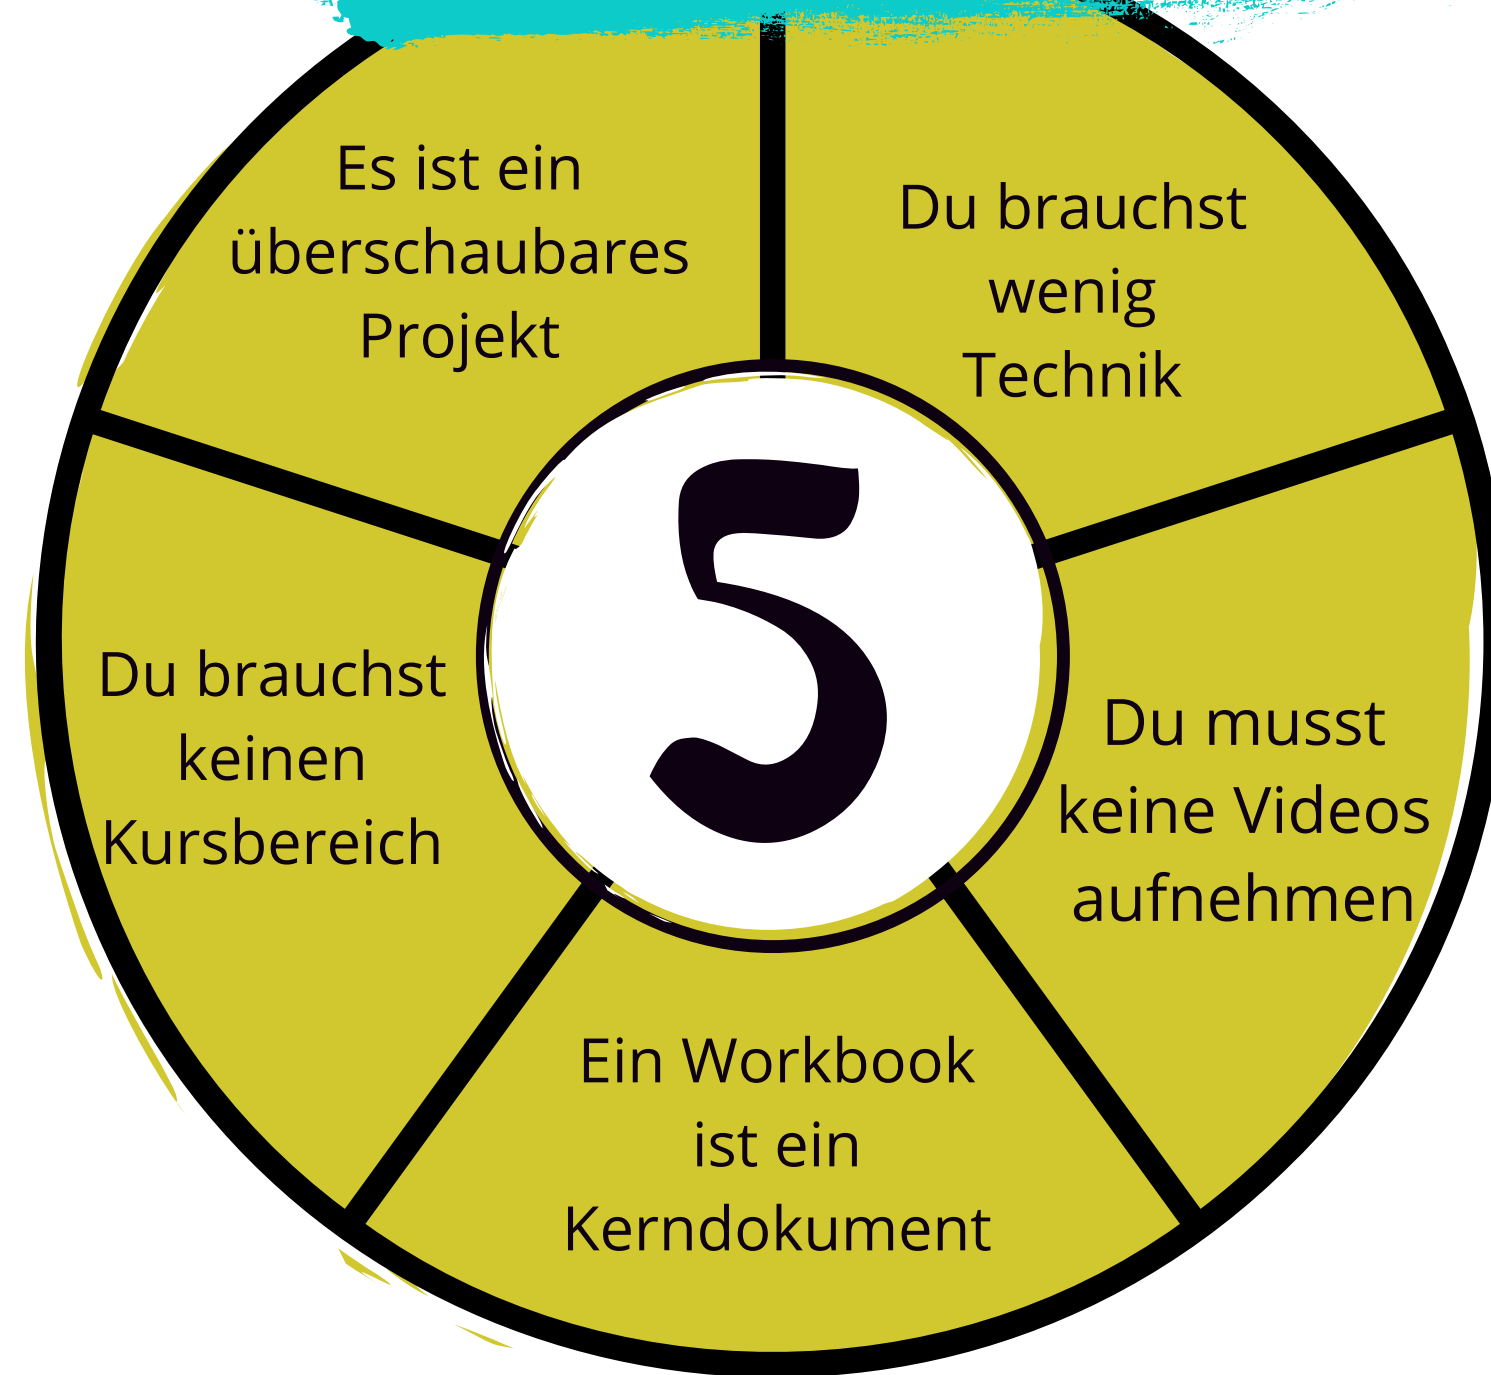 Es ist ein
überschaubares
Projekt
Du brauchst
wenig
Technik
5
Du brauchst
keinen
Kursbereich
Du musst
keine Videos
aufnehmen
Ein Workbook
ist ein
Kerndokument